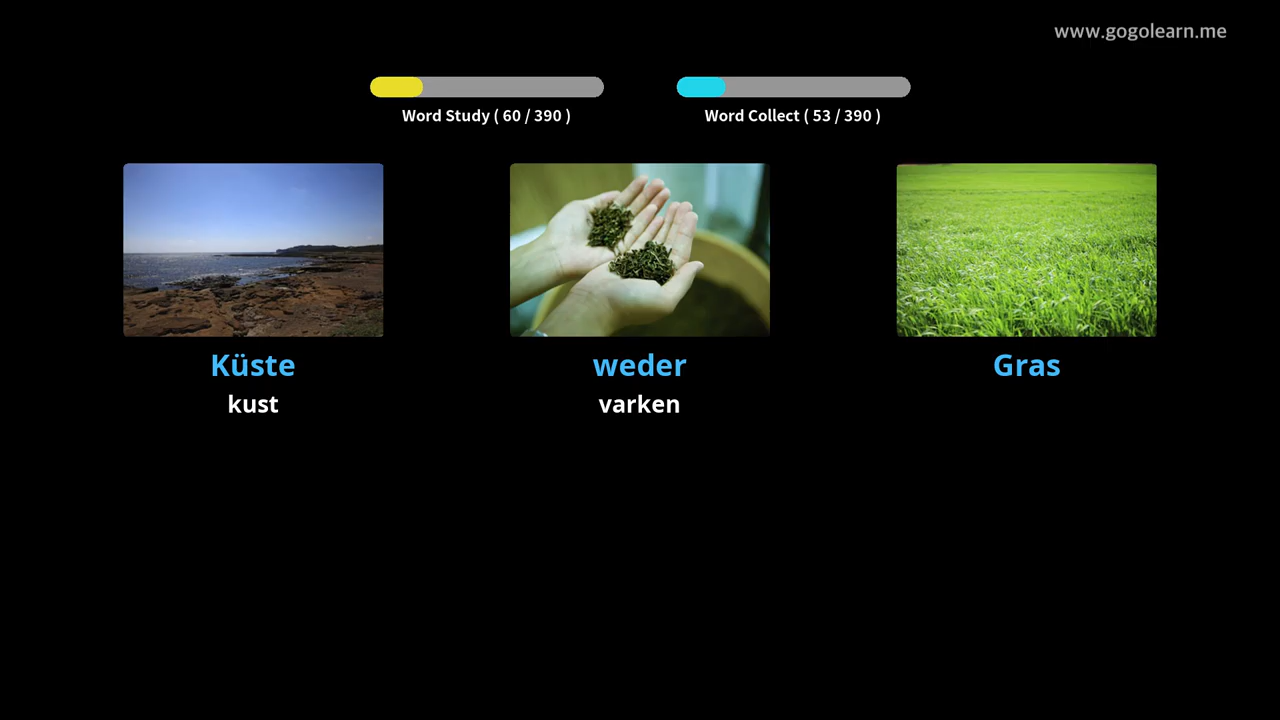 www.gogolearn.me
Word Study ( 60 / 390 )
Word Collect ( 53 / 390 )
Küste
kust
weder
varken
Gras